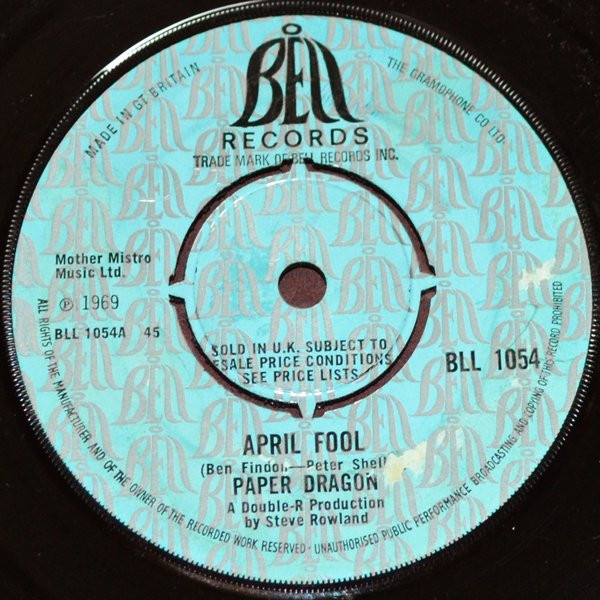 BELL
RECORDS
TRADE MARK OF BELL RECORDS INC.
MADE IN GT BRITAIN
THE GRAMOPHONE CO LTD.
Mother Mistro
Music Ltd.
℗ 1969
BLL 1054A 45
SOLD IN U.K. SUBJECT TO
ESALE PRICE CONDITIONS
SEE PRICE LISTS
BLL 1054
APRIL FOOL
(Ben Findon—Peter Shell
PAPER DRAGON
A Double-R Production
by Steve Rowland
ALL RIGHTS OF THE MANUFACTURER AND OF THE OWNER OF THE RECORDED WORK RESERVED - UNAUTHORISED PUBLIC PERFORMANCE BROADCASTING AND COPYING OF THIS RECORD PROHIBITED